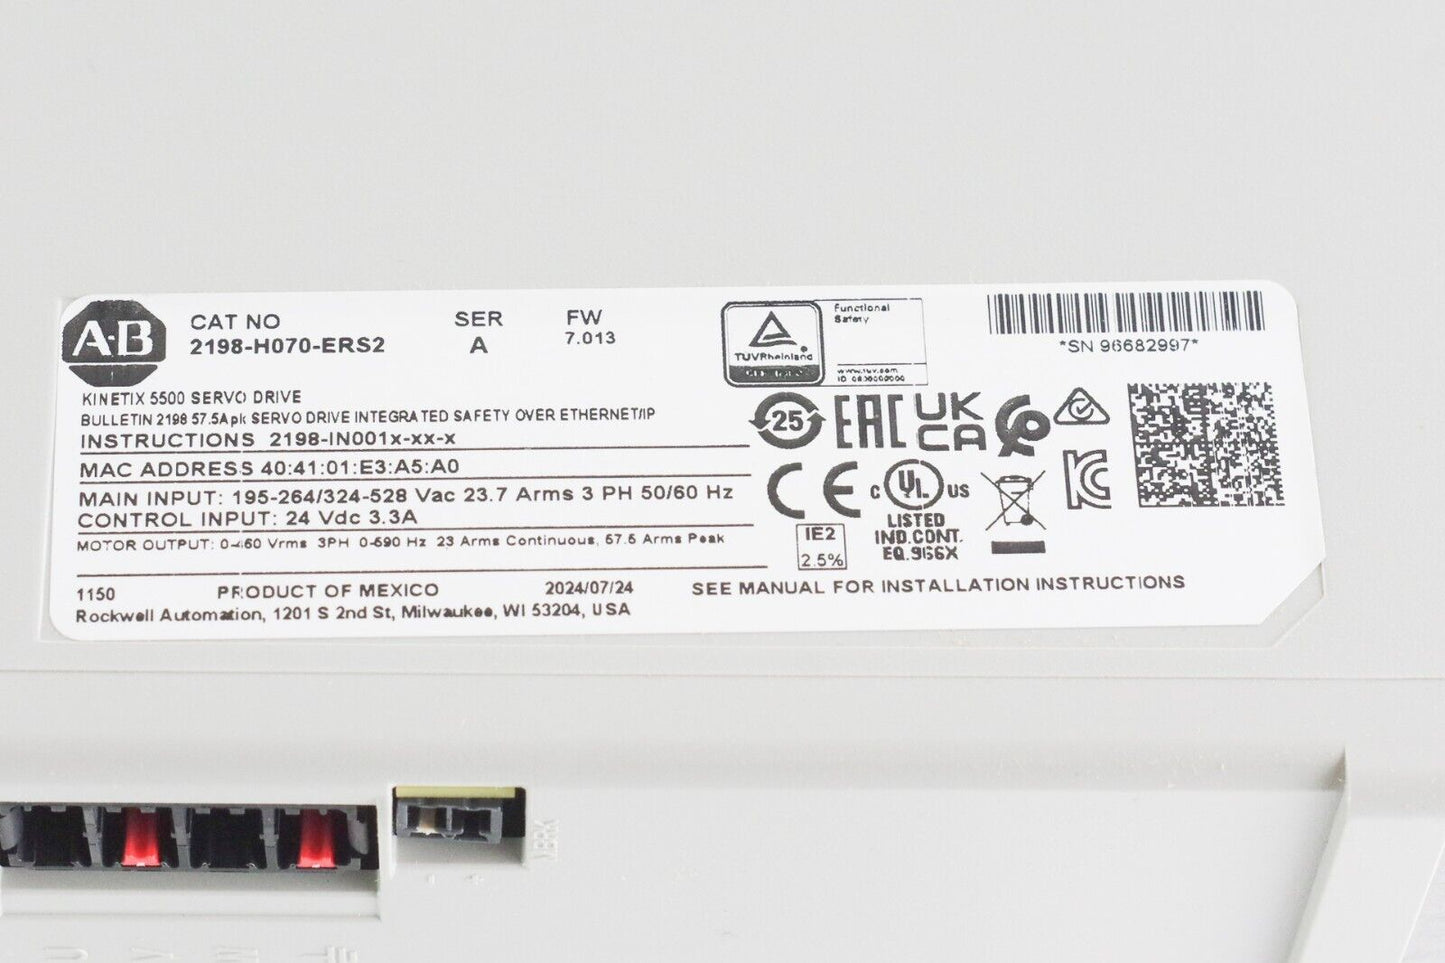 A·B
CAT NO
2198-H070-ERS2
SER
A
FW
7.013
TUVRheinland
Functional
Safety
www.tuv.com
*SN 96682997*
KINETIX 5500 SERVO DRIVE
BULLETIN 2198 57.5Apk SERVO DRIVE INTEGRATED SAFETY OVER ETHERNET/IP
INSTRUCTIONS 2198-IN001x-xx-x
MAC ADDRESS 40:41:01:E3:A5:A0
MAIN INPUT: 195-264/324-528 Vac 23.7 Arms 3 PH 50/60 Hz
CONTROL INPUT: 24 Vdc 3.3A
MOTOR OUTPUT: 0-460 Vrms 3PH 0-590 Hz 23 Arms Continuous, 57.5 Arms Peak
25
EAC
UK
CA
CE
C UL US
LISTED
IND.CONT.
EQ.966X
IE2
2.5%
1150 PRODUCT OF MEXICO 2024/07/24 SEE MANUAL FOR INSTALLATION INSTRUCTIONS
Rockwell Automation, 1201 S 2nd St, Milwaukee, WI 53204, USA
MBRK
- +
U V W